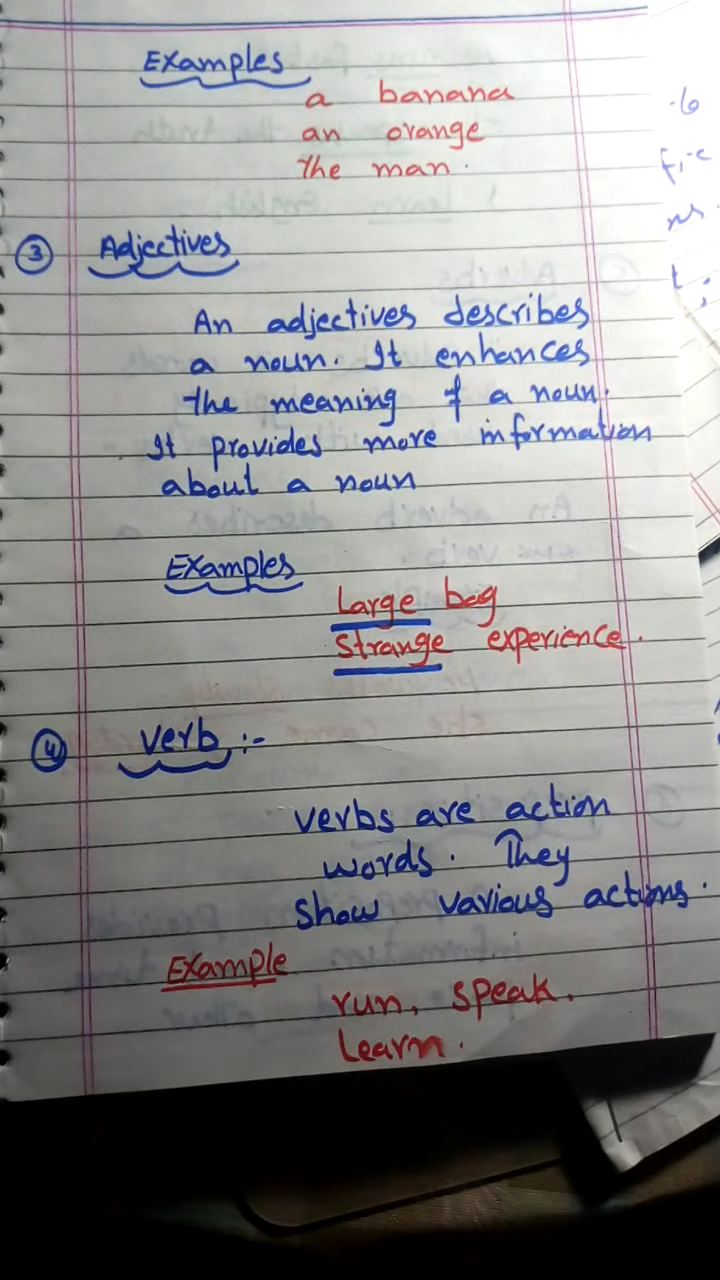 Examples
a banana
an orange
the man.
③ Adjectives
An adjectives describes
a noun. It enhances
the meaning of a noun.
It provides more information
about a noun
Examples
Large bag
Strange experience.
④ Verb :-
Verbs are action
words. They
show various actions.
Example
run, speak.
Learn.